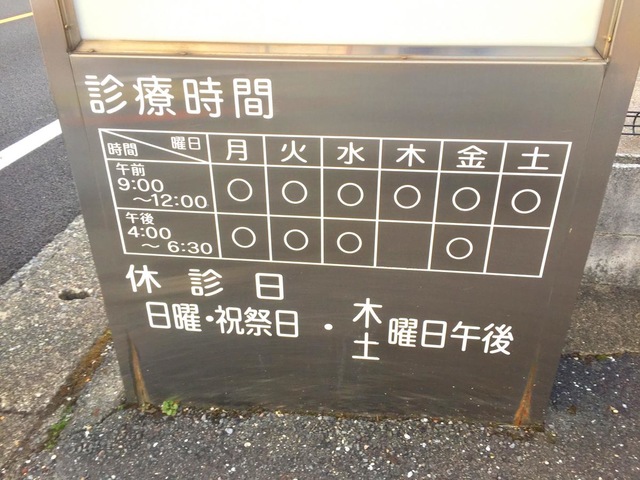 診療時間
曜日 時間 月 火 水 木 金 土
午前
9:00
～12:00 ○ ○ ○ ○ ○ ○
午後
4:00
～ 6:30 ○ ○ ○ ○
休診日
日曜・祝祭日・木土曜日午後